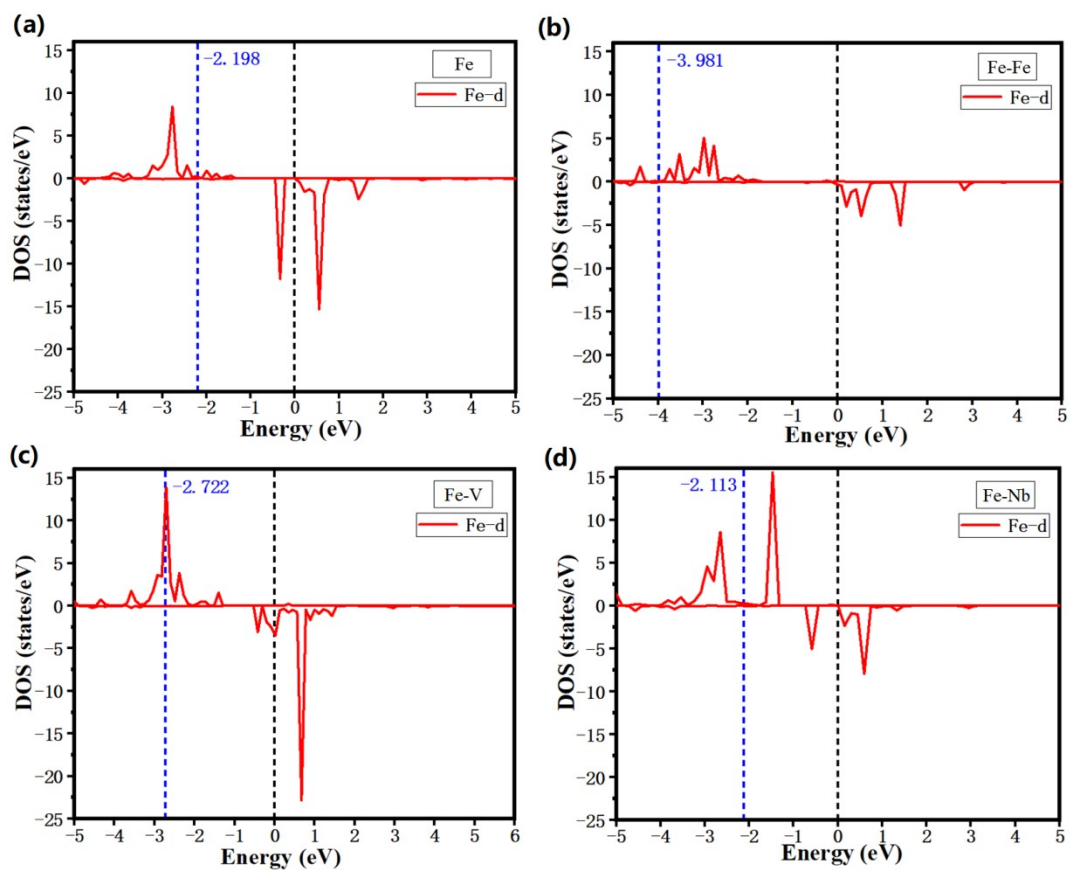 (a)
-2.198
Fe
Fe-d
DOS (states/eV)
15
10
5
0
-5
-10
-15
-20
-25
-5 -4 -3 -2 -1 0 1 2 3 4 5
Energy (eV)
(b)
-3.981
Fe-Fe
Fe-d
DOS (states/eV)
15
10
5
0
-5
-10
-15
-20
-25
-5 -4 -3 -2 -1 0 1 2 3 4 5
Energy (eV)
(c)
-2.722
Fe-V
Fe-d
DOS (states/eV)
15
10
5
0
-5
-10
-15
-20
-25
-5 -4 -3 -2 -1 0 1 2 3 4 5 6
Energy (eV)
(d)
-2.113
Fe-Nb
Fe-d
DOS (states/eV)
15
10
5
0
-5
-10
-15
-20
-25
-5 -4 -3 -2 -1 0 1 2 3 4 5
Energy (eV)